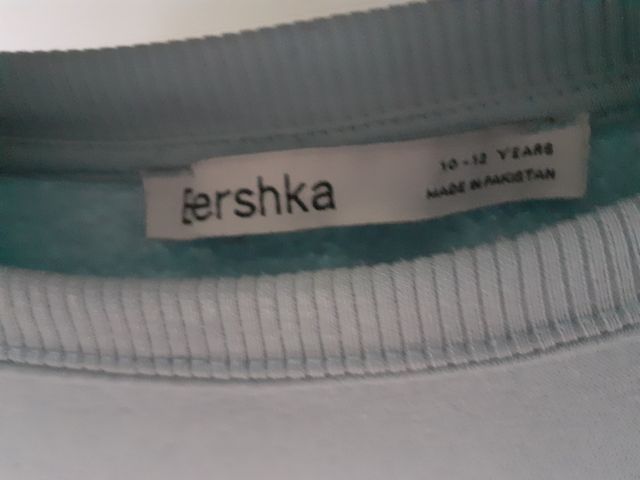 Bershka
10 - 12 YEARS
MADE IN PAKISTAN